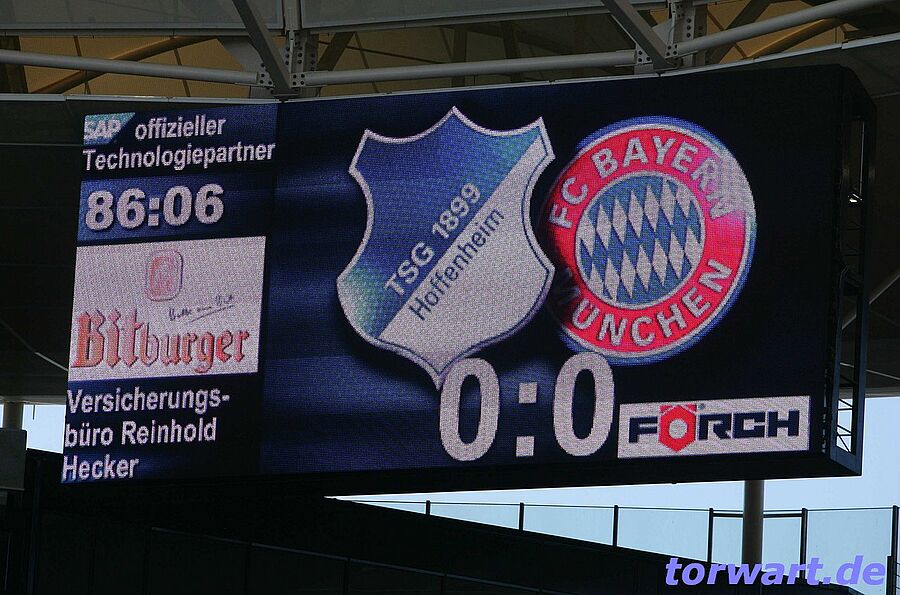 SAP offizieller
Technologiepartner
86:06
Bitburger
Versicherungs-
büro Reinhold
Hecker
TSG 1899
Hoffenheim
FC BAYERN
MÜNCHEN
0:0
FÖRCH
torwart.de